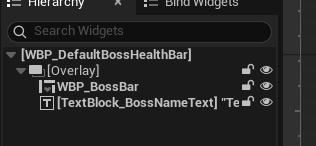 Hierarchy
Bind Widgets
Search Widgets
[WBP_DefaultBossHealthBar]
[Overlay]
WBP_BossBar
[TextBlock_BossNameText] "Te